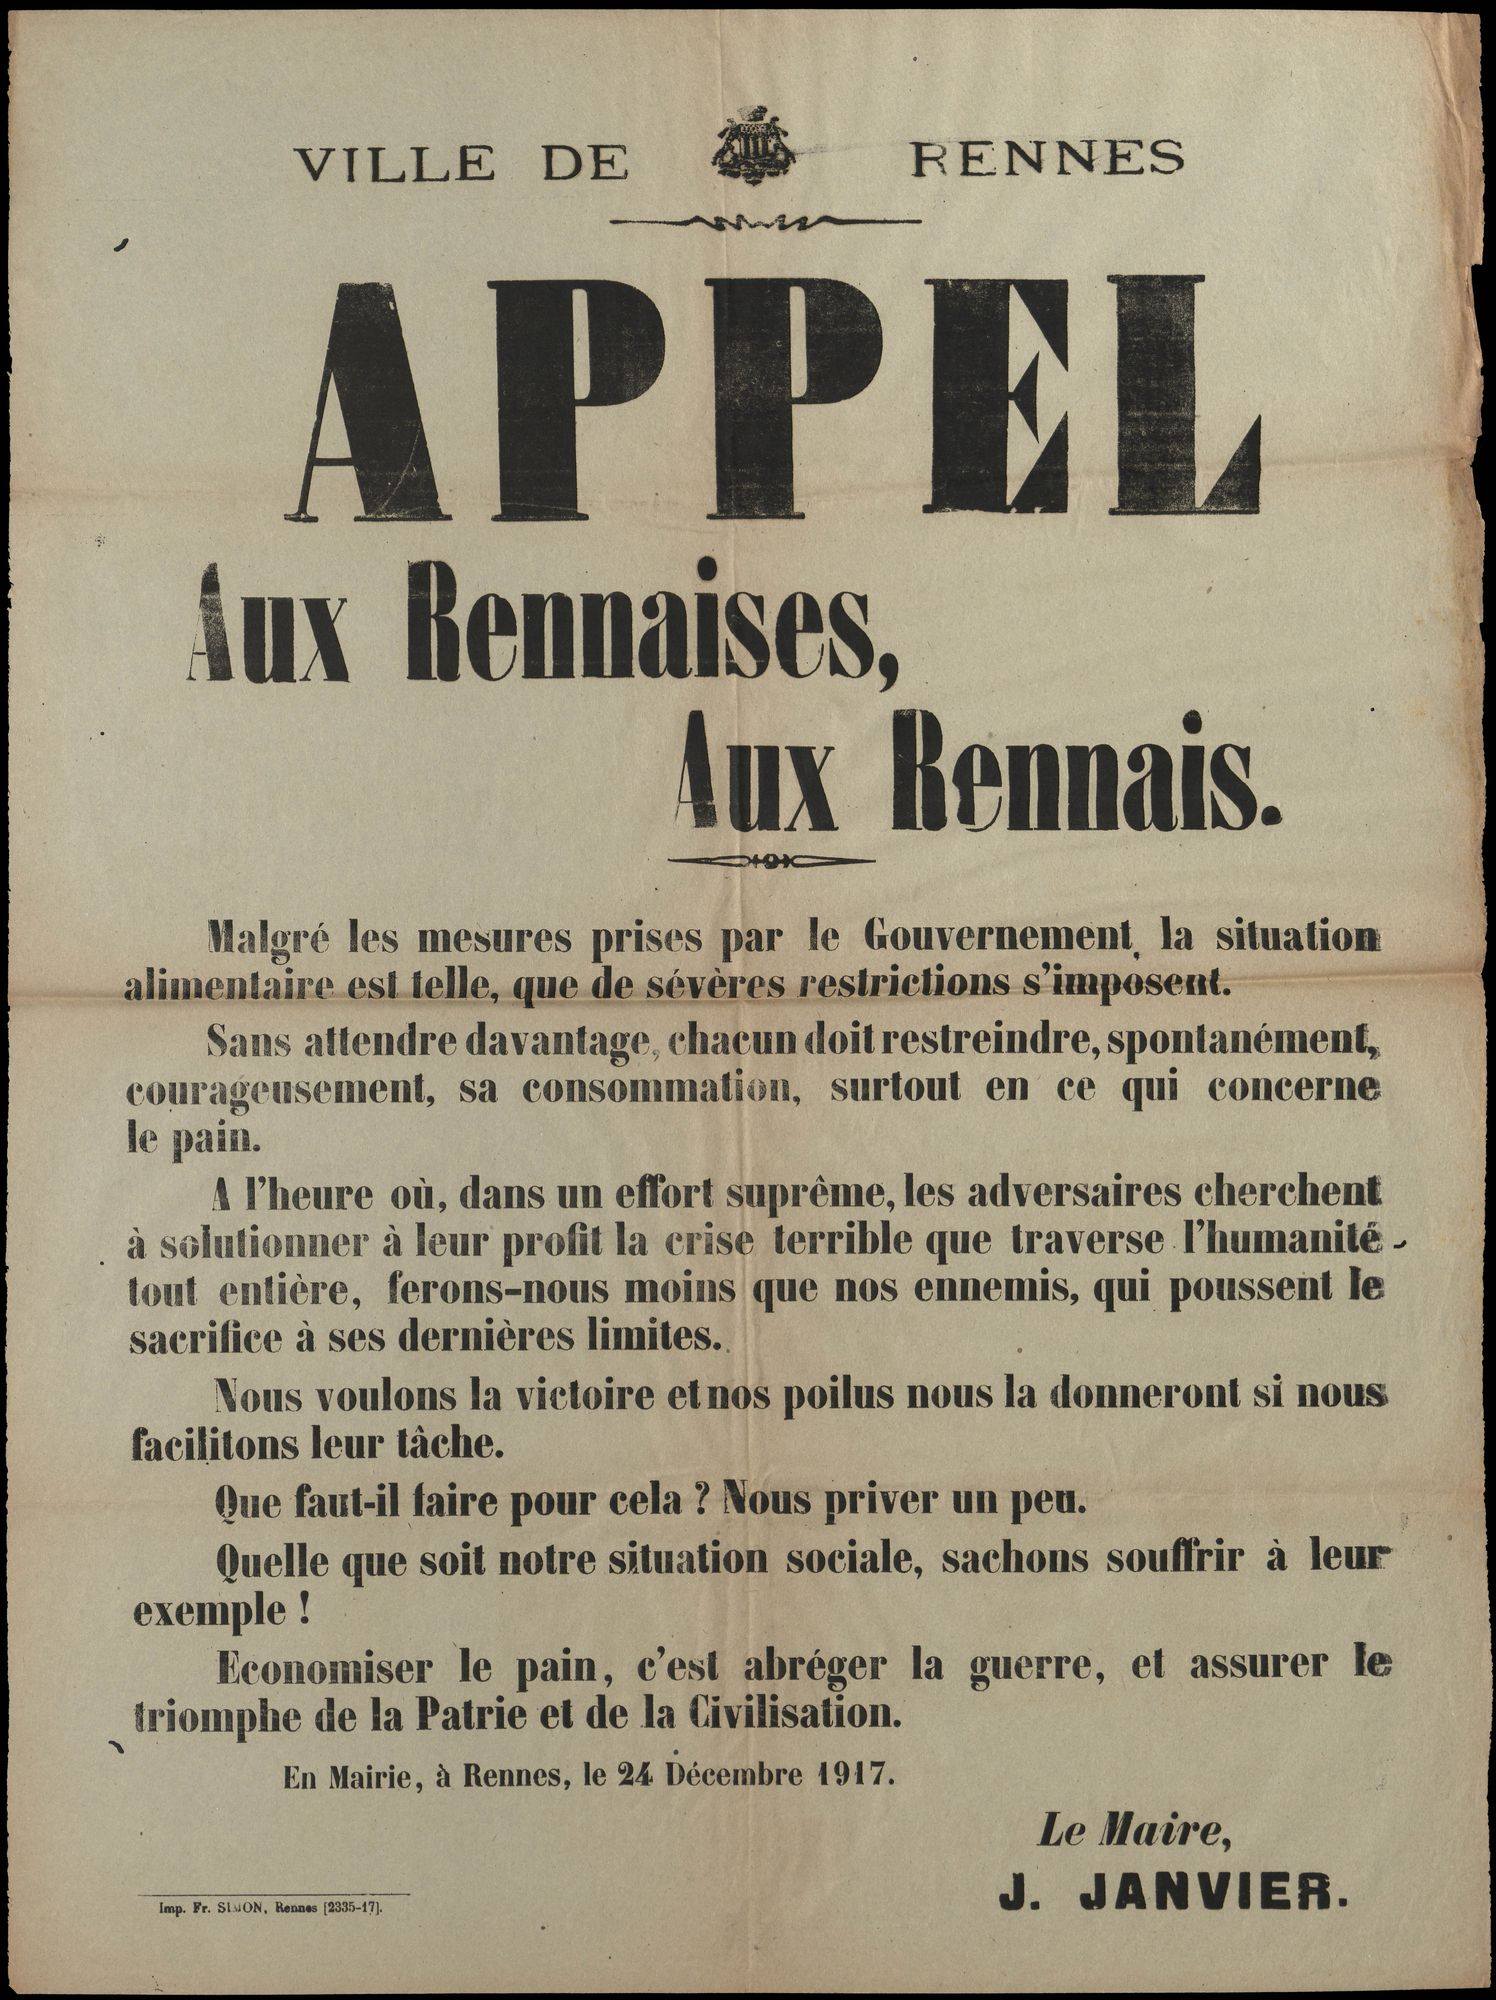 VILLE DE RENNES
APPEL
Aux Rennaises,
Aux Rennais.
Malgré les mesures prises par le Gouvernement, la situation
alimentaire est telle, que de sévères restrictions s'imposent.
Sans attendre davantage, chacun doit restreindre, spontanément,
courageusement, sa consommation, surtout en ce qui concerne
le pain.
A l'heure où, dans un effort suprême, les adversaires cherchent
à solutionner à leur profit la crise terrible que traverse l'humanité
tout entière, ferons-nous moins que nos ennemis, qui poussent le
sacrifice à ses dernières limites.
Nous voulons la victoire et nos poilus nous la donneront si nous
facilitons leur tâche.
Que faut-il faire pour cela ? Nous priver un peu.
Quelle que soit notre situation sociale, sachons souffrir à leur
exemple !
Economiser le pain, c'est abréger la guerre, et assurer le
triomphe de la Patrie et de la Civilisation.
En Mairie, à Rennes, le 24 Décembre 1917.
Le Maire,
J. JANVIER.
Imp. Fr. SIMON, Rennes [2335-17].